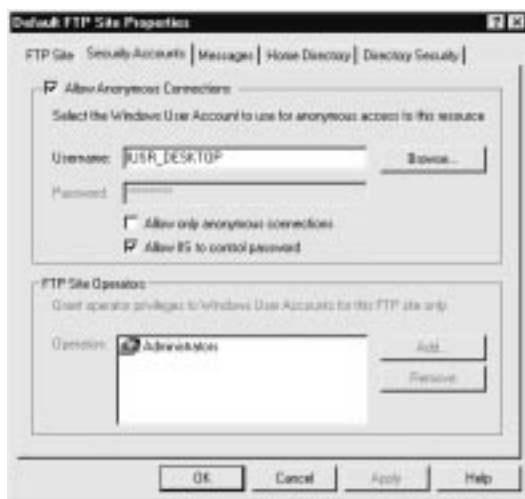 Default FTP Site Properties
FTP Site Security Accounts Messages Home Directory Directory Security
Allow Anonymous Connections
Select the Windows User Account to use for anonymous access to this resource
Username: IUSR_DESKTOP Browse...
Password:
Allow only anonymous connections
Allow IIS to control password
FTP Site Operators
Grant operator privileges to Windows User Accounts for this FTP site only.
Operators: Administrators Add...
Remove
OK Cancel Apply Help